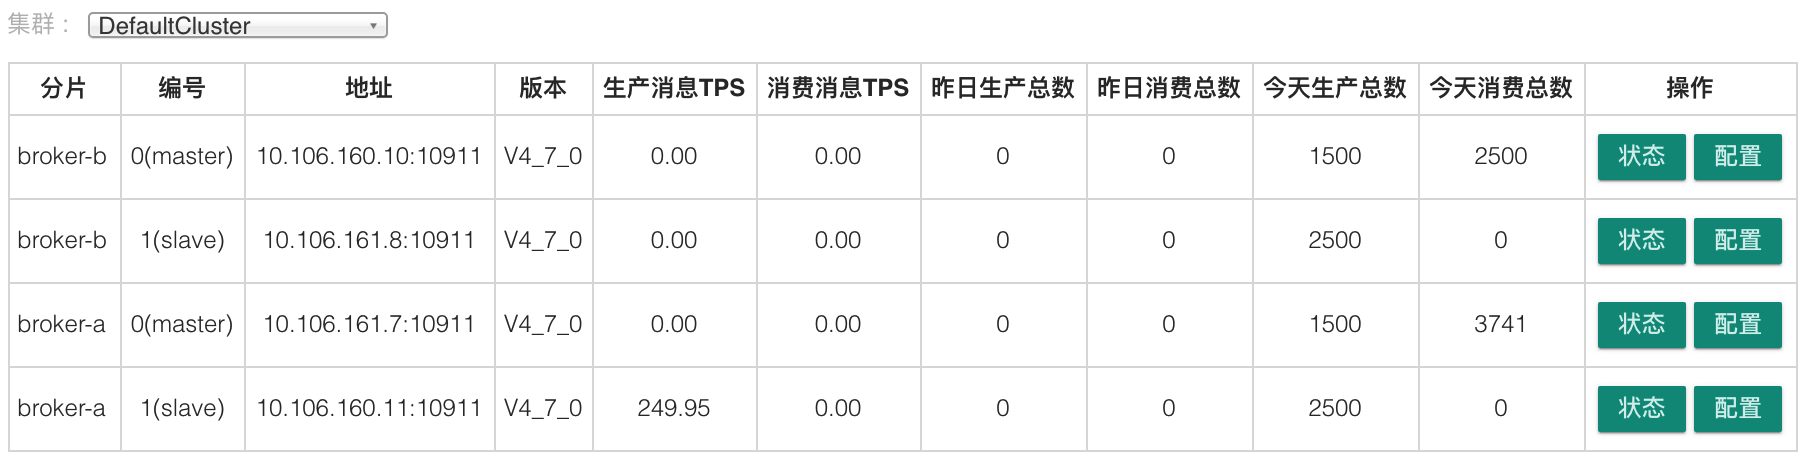 集群： DefaultCluster
分片 编号 地址 版本 生产消息TPS 消费消息TPS 昨日生产总数 昨日消费总数 今天生产总数 今天消费总数 操作
broker-b 0(master) 10.106.160.10:10911 V4_7_0 0.00 0.00 0 0 1500 2500 状态 配置
broker-b 1(slave) 10.106.161.8:10911 V4_7_0 0.00 0.00 0 0 2500 0 状态 配置
broker-a 0(master) 10.106.161.7:10911 V4_7_0 0.00 0.00 0 0 1500 3741 状态 配置
broker-a 1(slave) 10.106.160.11:10911 V4_7_0 249.95 0.00 0 0 2500 0 状态 配置